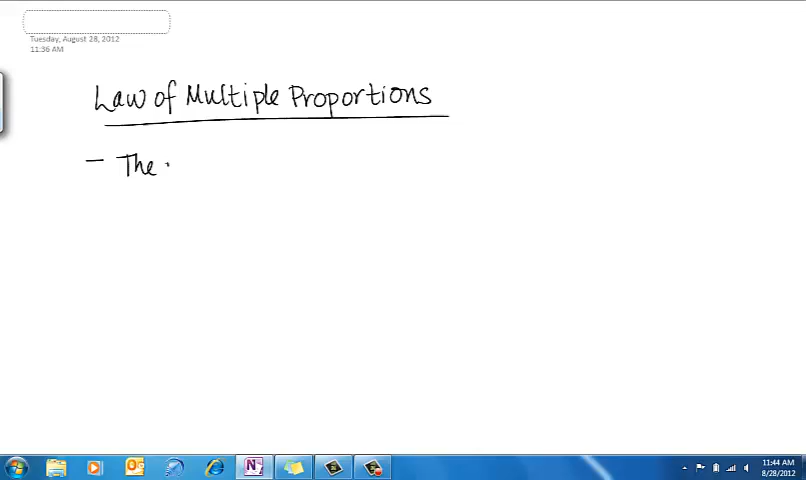 Tuesday, August 28, 2012
11:36 AM
Law of Multiple Proportions
- The
11:44 AM
8/28/2012